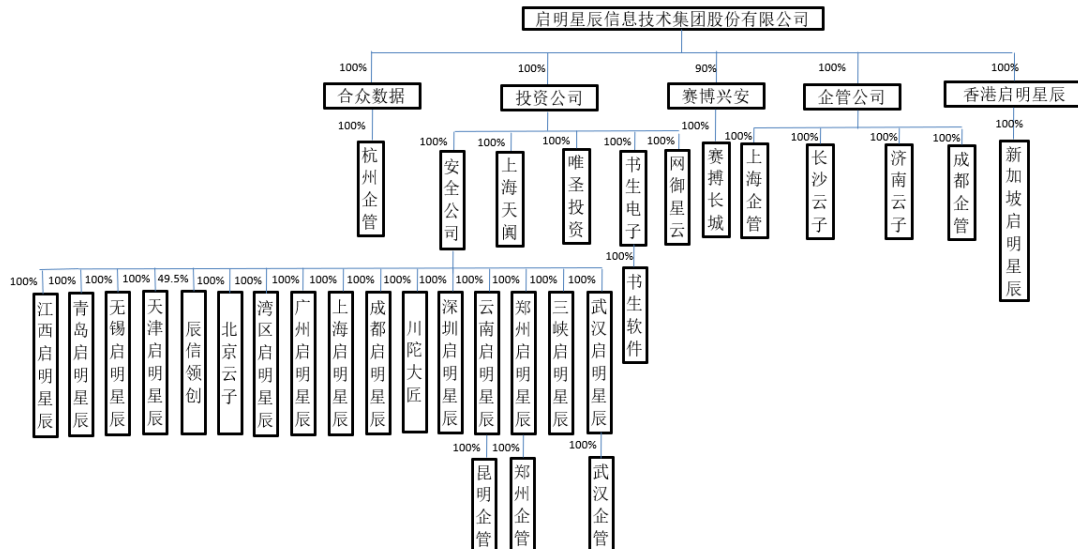 启明星辰信息技术集团股份有限公司
100%
100%
90%
100%
100%
合众数据
投资公司
赛博兴安
企管公司
香港启明星辰
100%
100%
100%
100%
100%
100%
100%
100%
100%
100%
100%
100%
杭州企管
安全公司
上海天阗
唯圣投资
书生电子
网御星云
赛搏长城
上海企管
长沙云子
济南云子
成都企管
新加坡启明星辰
100%
书生软件
100%
100%
100%
100%
49.5%
100%
100%
100%
100%
100%
100%
100%
100%
100%
100%
100%
江西启明星辰
青岛启明星辰
无锡启明星辰
天津启明星辰
辰信领创
北京云子
湾区启明星辰
广州启明星辰
上海启明星辰
成都启明星辰
川陀大匠
深圳启明星辰
云南启明星辰
郑州启明星辰
三峡启明星辰
武汉启明星辰
100%
100%
100%
昆明企管
郑州企管
武汉企管